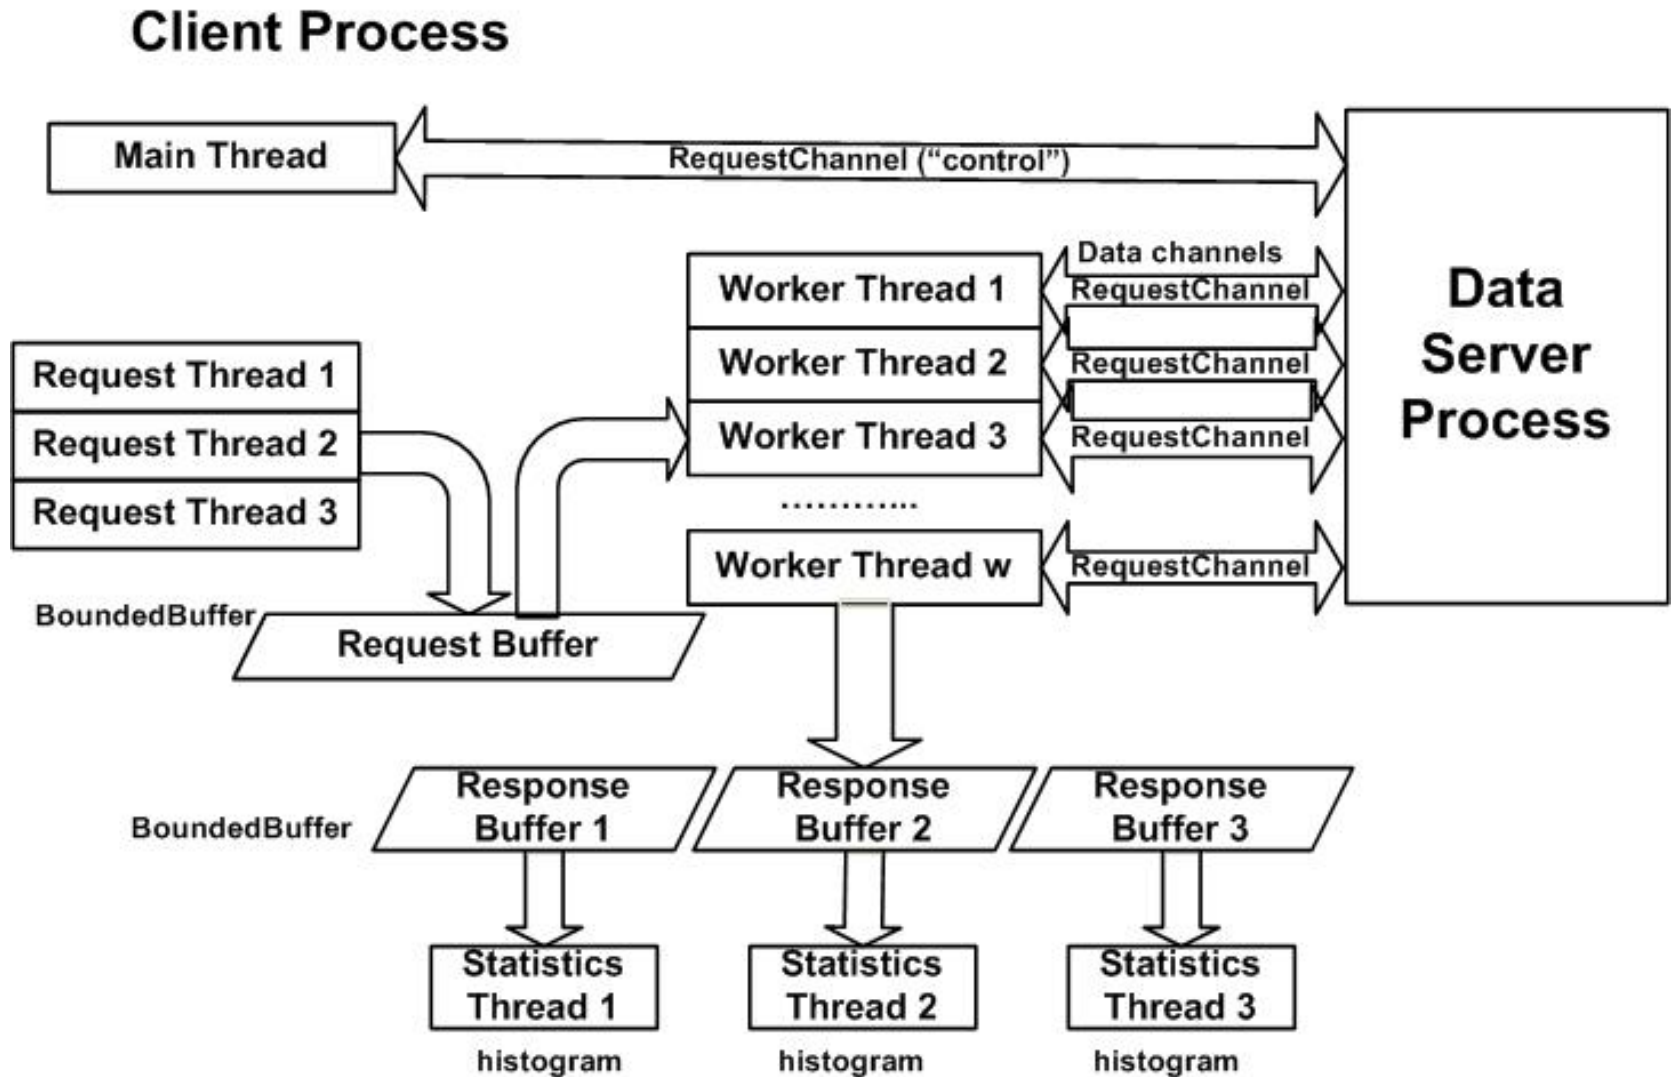 Client Process
Main Thread
RequestChannel (“control”)
Data channels
Worker Thread 1
RequestChannel
Worker Thread 2
RequestChannel
Worker Thread 3
RequestChannel
…………..
Worker Thread w
RequestChannel
Data
Server
Process
Request Thread 1
Request Thread 2
Request Thread 3
BoundedBuffer
Request Buffer
BoundedBuffer
Response
Buffer 1
Response
Buffer 2
Response
Buffer 3
Statistics
Thread 1
Statistics
Thread 2
Statistics
Thread 3
histogram
histogram
histogram